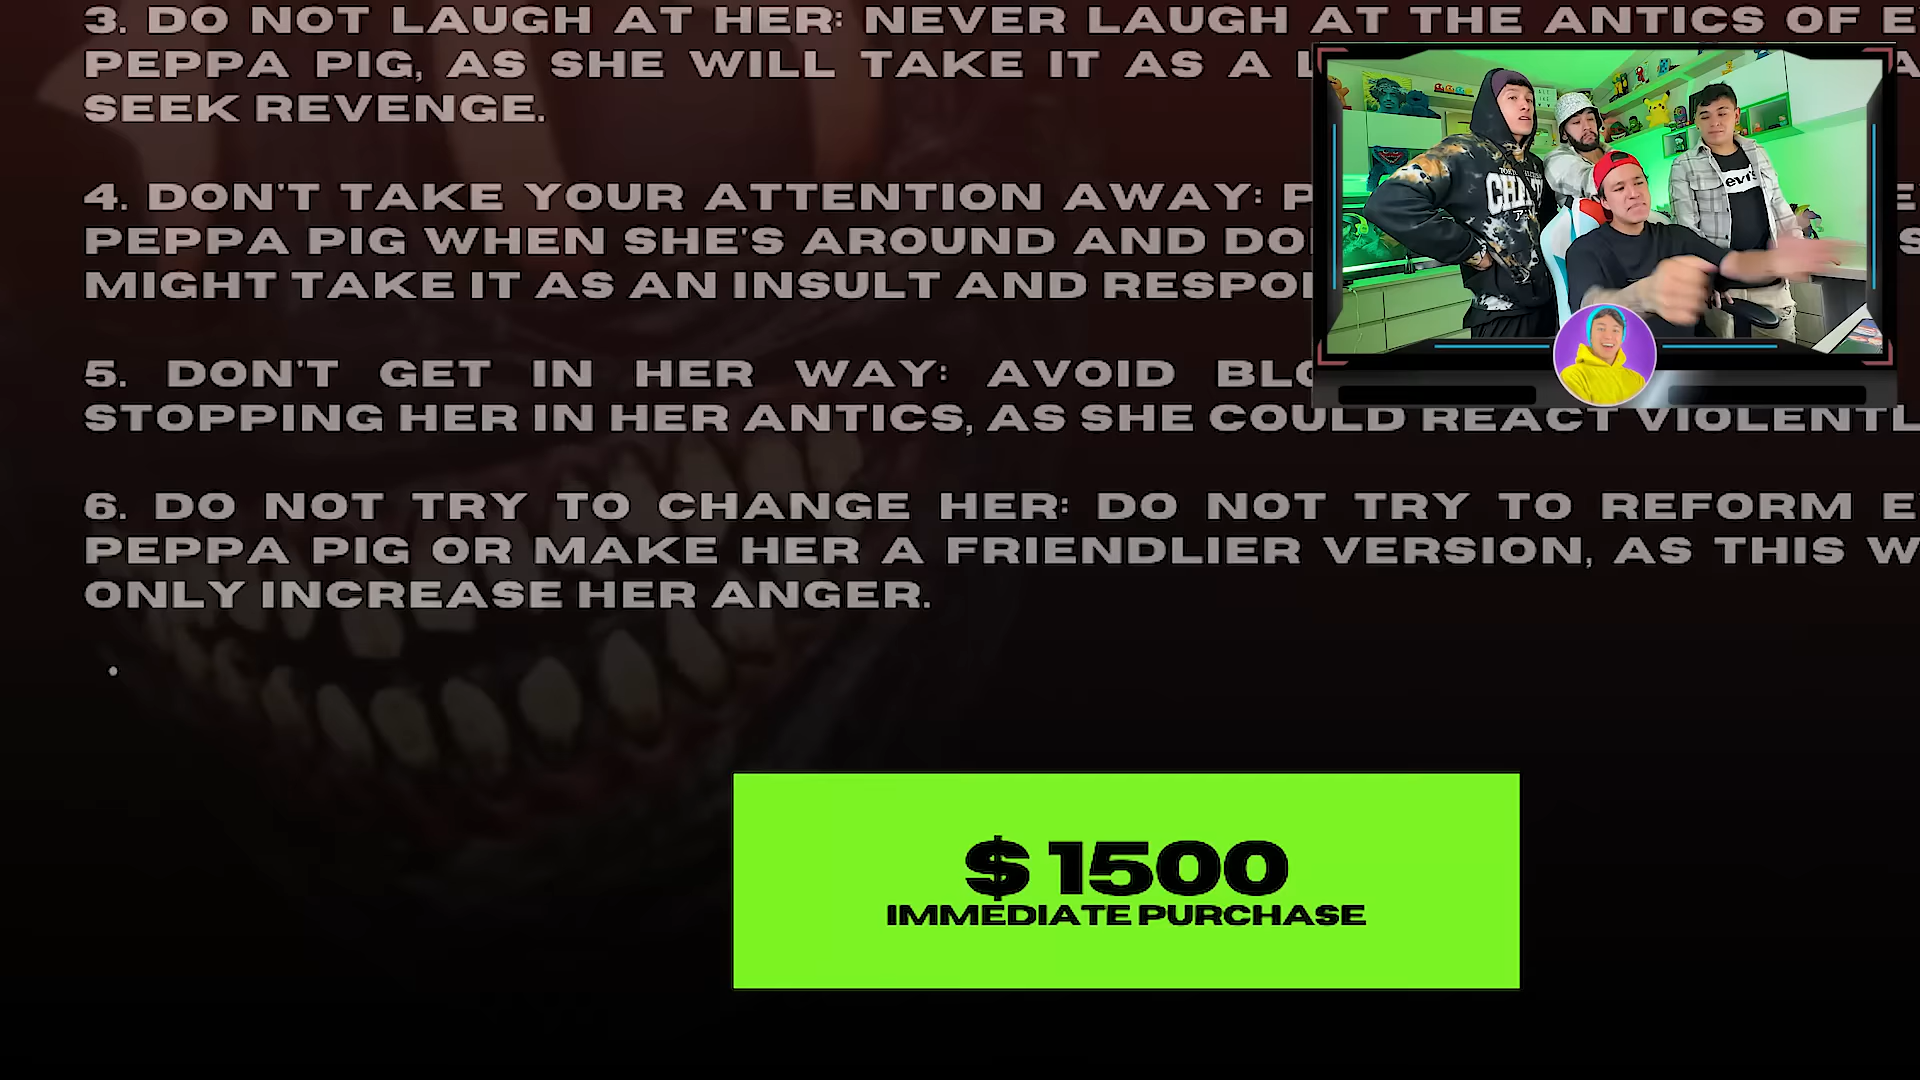 3. DO NOT LAUGH AT HER: NEVER LAUGH AT THE ANTICS OF
PEPPA PIG, AS SHE WILL TAKE IT AS A
SEEK REVENGE.
4. DON'T TAKE YOUR ATTENTION AWAY:
PEPPA PIG WHEN SHE'S AROUND AND
MIGHT TAKE IT AS AN INSULT AND
5. DON'T GET IN HER WAY: AVOID
STOPPING HER IN HER ANTICS, AS SHE COULD REACT
6. DO NOT TRY TO CHANGE HER: DO NOT TRY TO REFORM
PEPPA PIG OR MAKE HER A FRIENDLIER VERSION, AS THIS
ONLY INCREASE HER ANGER.
$ 1500
IMMEDIATE PURCHASE